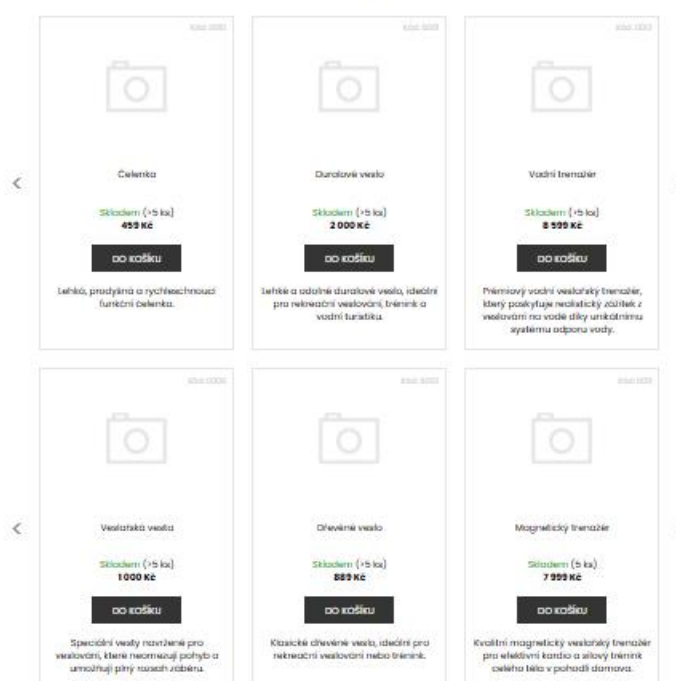 Čelenka
Skladem (>5 ks)
459 Kč
DO KOŠÍKU
Lehká, prodyšná a rychleschnoucí
funkční čelenka.
Duralové veslo
Skladem (>5 ks)
2 000 Kč
DO KOŠÍKU
Lehké a odolné duralové veslo, ideální
pro rekreační veslování, trénink a
vodní turistiku.
Vodní trenažér
Skladem (>5 ks)
8 599 Kč
DO KOŠÍKU
Prémiový vodní veslařský trenažér,
který poskytuje realistický zážitek z
veslování na vodě díky unikátnímu
systému odporu vody.
Veslařská vesta
Skladem (>5 ks)
1 000 Kč
DO KOŠÍKU
Speciální vesty navržené pro
veslování, které neomezují pohyb a
umožňují plný rozsah záběru.
Dřevěné veslo
Skladem (>5 ks)
889 Kč
DO KOŠÍKU
Klasické dřevěné veslo, ideální pro
rekreační veslování nebo trénink.
Magnetický trenažér
Skladem (5 ks)
7 999 Kč
DO KOŠÍKU
Kvalitní magnetický veslařský trenažér
pro efektivní kardio a silový trénink
celého těla v pohodlí domova.